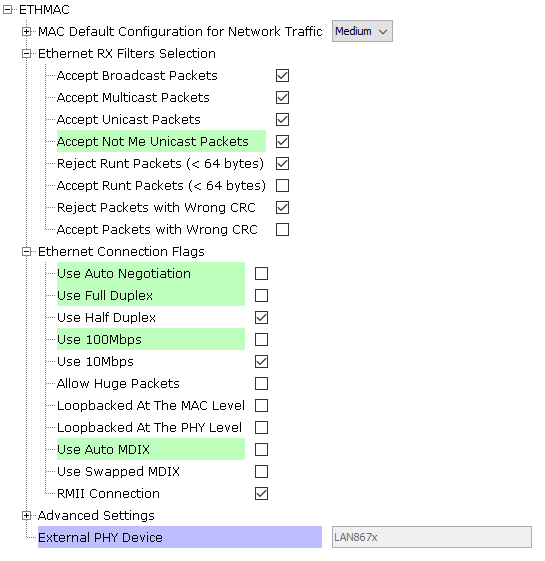 ETHMAC
MAC Default Configuration for Network Traffic Medium
Ethernet RX Filters Selection
Accept Broadcast Packets
Accept Multicast Packets
Accept Unicast Packets
Accept Not Me Unicast Packets
Reject Runt Packets (< 64 bytes)
Accept Runt Packets (< 64 bytes)
Reject Packets with Wrong CRC
Accept Packets with Wrong CRC
Ethernet Connection Flags
Use Auto Negotiation
Use Full Duplex
Use Half Duplex
Use 100Mbps
Use 10Mbps
Allow Huge Packets
Loopbacked At The MAC Level
Loopbacked At The PHY Level
Use Auto MDIX
Use Swapped MDIX
RMII Connection
Advanced Settings
External PHY Device LAN867x